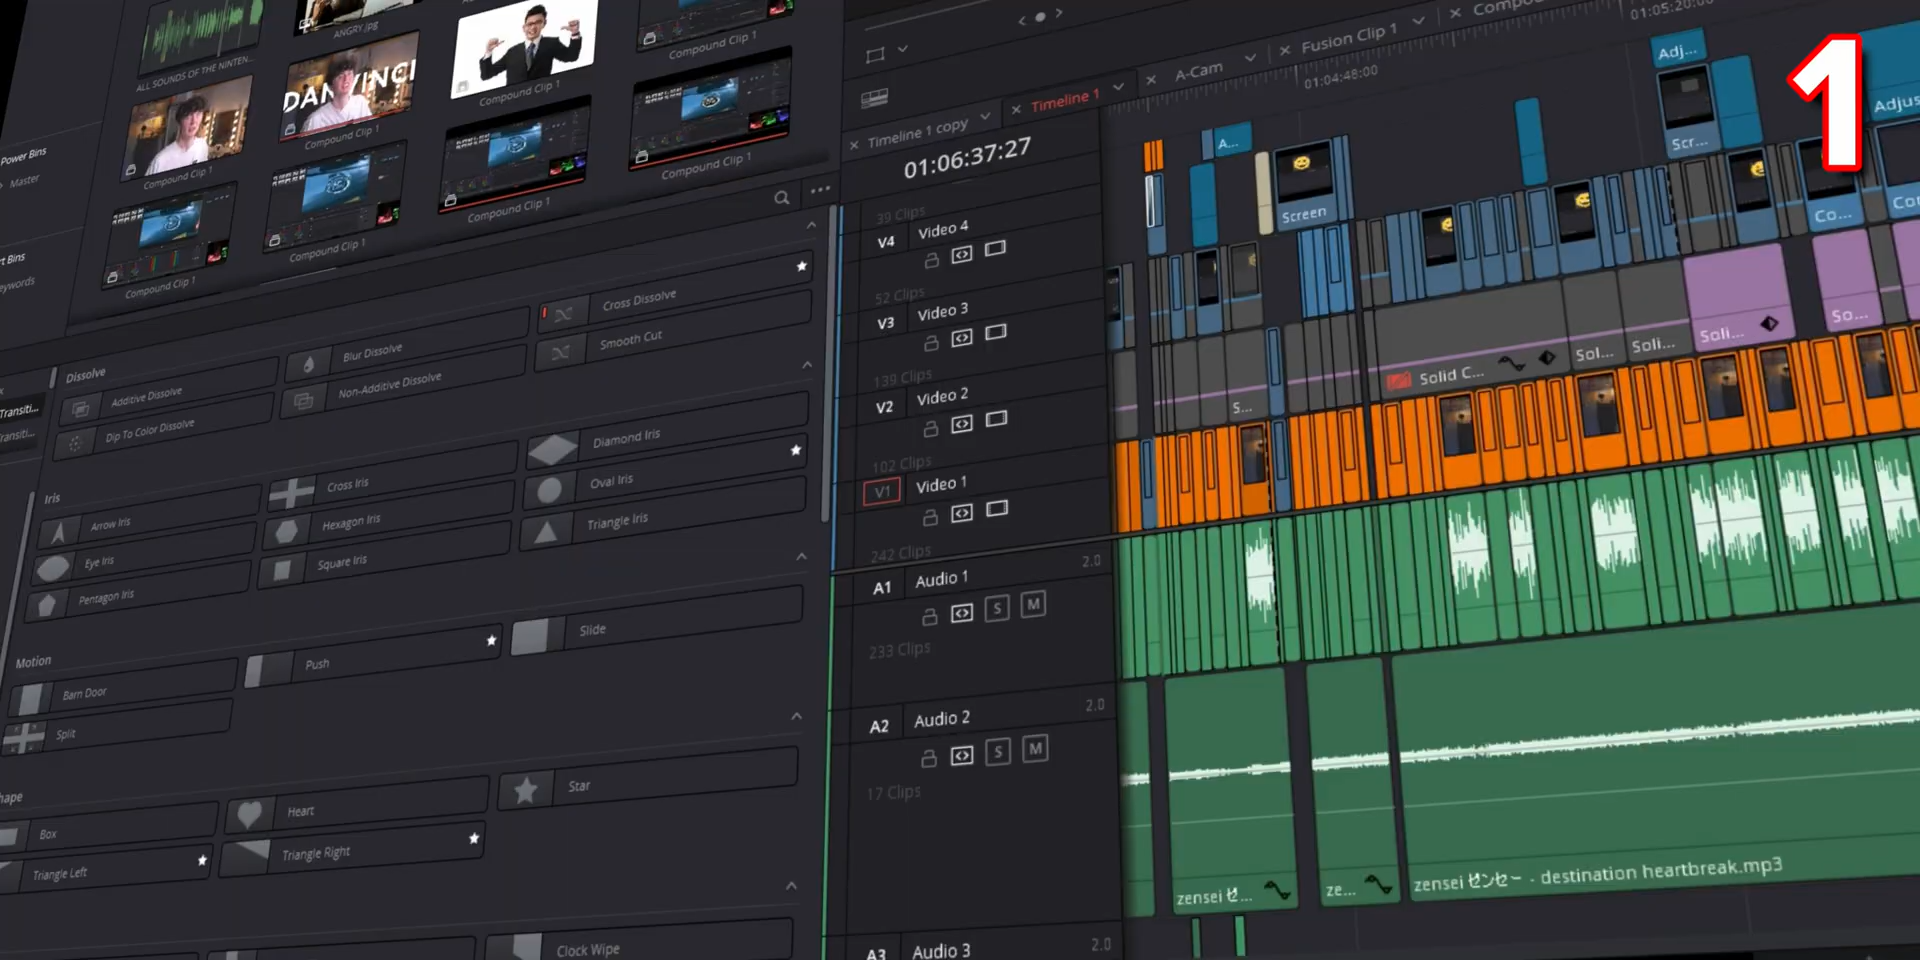 ALL SOUNDS OF THE NINTEN...
ANGRY JPG
Compound Clip 1
Compound Clip 1
Compound Clip 1
Compound Clip 1
Compound Clip 1
Compound Clip 1
Compound Clip 1
Compound Clip 1
Compound Clip 1
DAN VINCI
Power Bins
Master
rt Bins
eywords
Transiti...
Transiti...
Dissolve
Additive Dissolve
Blur Dissolve
Cross Dissolve
Dip To Color Dissolve
Non-Additive Dissolve
Smooth Cut
Iris
Arrow Iris
Cross Iris
Diamond Iris
Eye Iris
Hexagon Iris
Oval Iris
Pentagon Iris
Square Iris
Triangle Iris
Motion
Barn Door
Push
Slide
Split
hape
Box
Heart
Star
Triangle Left
Triangle Right
Clock Wipe
Timeline 1 copy
Timeline 1
A-Cam
Fusion Clip 1
Compou
01:06:37:27
01:04:48:00
01:05:20:00
39 Clips
V4 Video 4
52 Clips
V3 Video 3
139 Clips
V2 Video 2
102 Clips
V1 Video 1
242 Clips
A1 Audio 1 2.0
S M
233 Clips
A2 Audio 2 2.0
S M
17 Clips
A3 Audio 3 2.0
A...
Screen
Adj...
Scr...
Adjus
Co...
Co
S...
Solid C...
Sol...
Soli...
Soli...
So...
zensei ゼ...
ze...
zensei ゼンセー - destination heartbreak.mp3
1